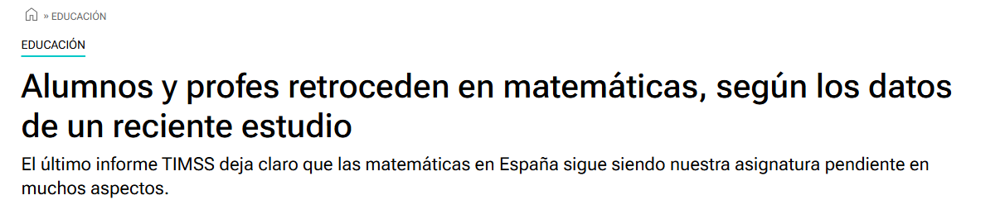 » EDUCACIÓN
EDUCACIÓN
Alumnos y profes retroceden en matemáticas, según los datos
de un reciente estudio
El último informe TIMSS deja claro que las matemáticas en España sigue siendo nuestra asignatura pendiente en
muchos aspectos.